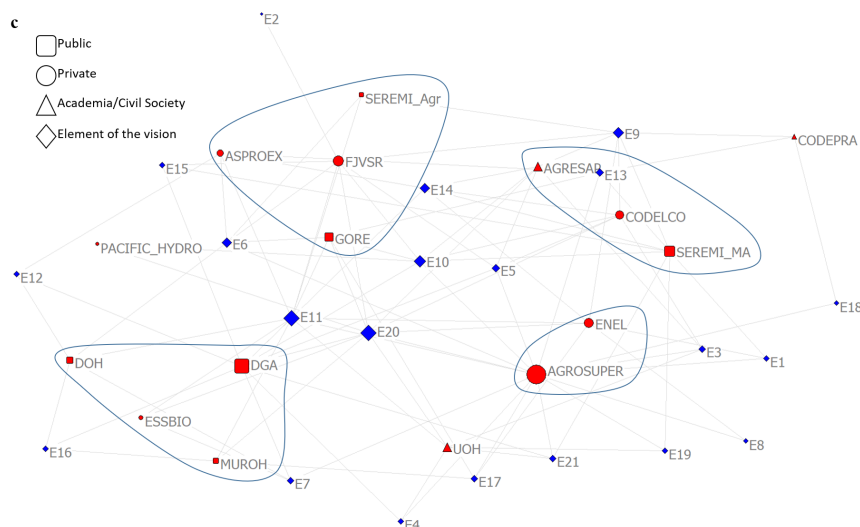 c
E2
Public
Private
Academia/Civil Society
Element of the vision
SEREMI_Agr
E9
CODEPRA
ASPROEX
FJVSR
E15
AGRESAP
E13
E14
CODELCO
GORE
E6
PACIFIC_HYDRO
SEREMI_MA
E10
E5
E12
E18
E11
E20
ENEL
E3
E1
DOH
DGA
AGROSUPER
ESSBIO
E8
UOH
E16
E19
E21
MUROH
E7
E17
E4